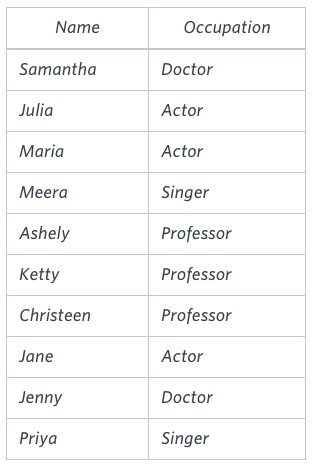 Name Occupation
Samantha Doctor
Julia Actor
Maria Actor
Meera Singer
Ashely Professor
Ketty Professor
Christeen Professor
Jane Actor
Jenny Doctor
Priya Singer